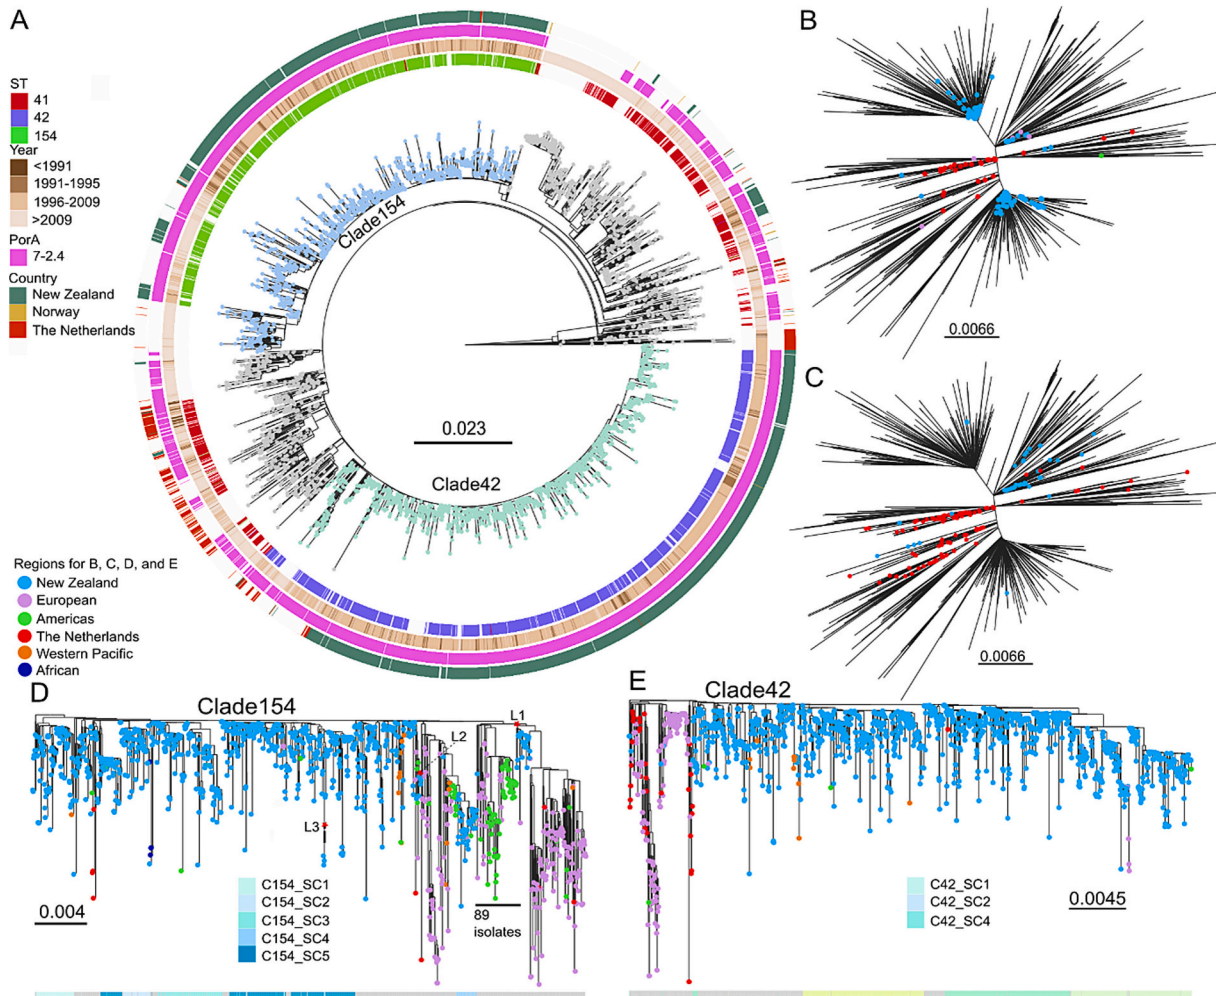 A
B
ST
41
42
154
Year
<1991
1991-1995
1996-2009
>2009
PorA
7-2.4
Country
New Zealand
Norway
The Netherlands
Clade154
0.0066
C
0.023
Clade42
Regions for B, C, D, and E
New Zealand
European
Americas
The Netherlands
Western Pacific
African
0.0066
D
Clade154
L1
L2
L3
C154_SC1
C154_SC2
C154_SC3
C154_SC4
C154_SC5
0.004
89
isolates
E
Clade42
C42_SC1
C42_SC2
C42_SC4
0.0045